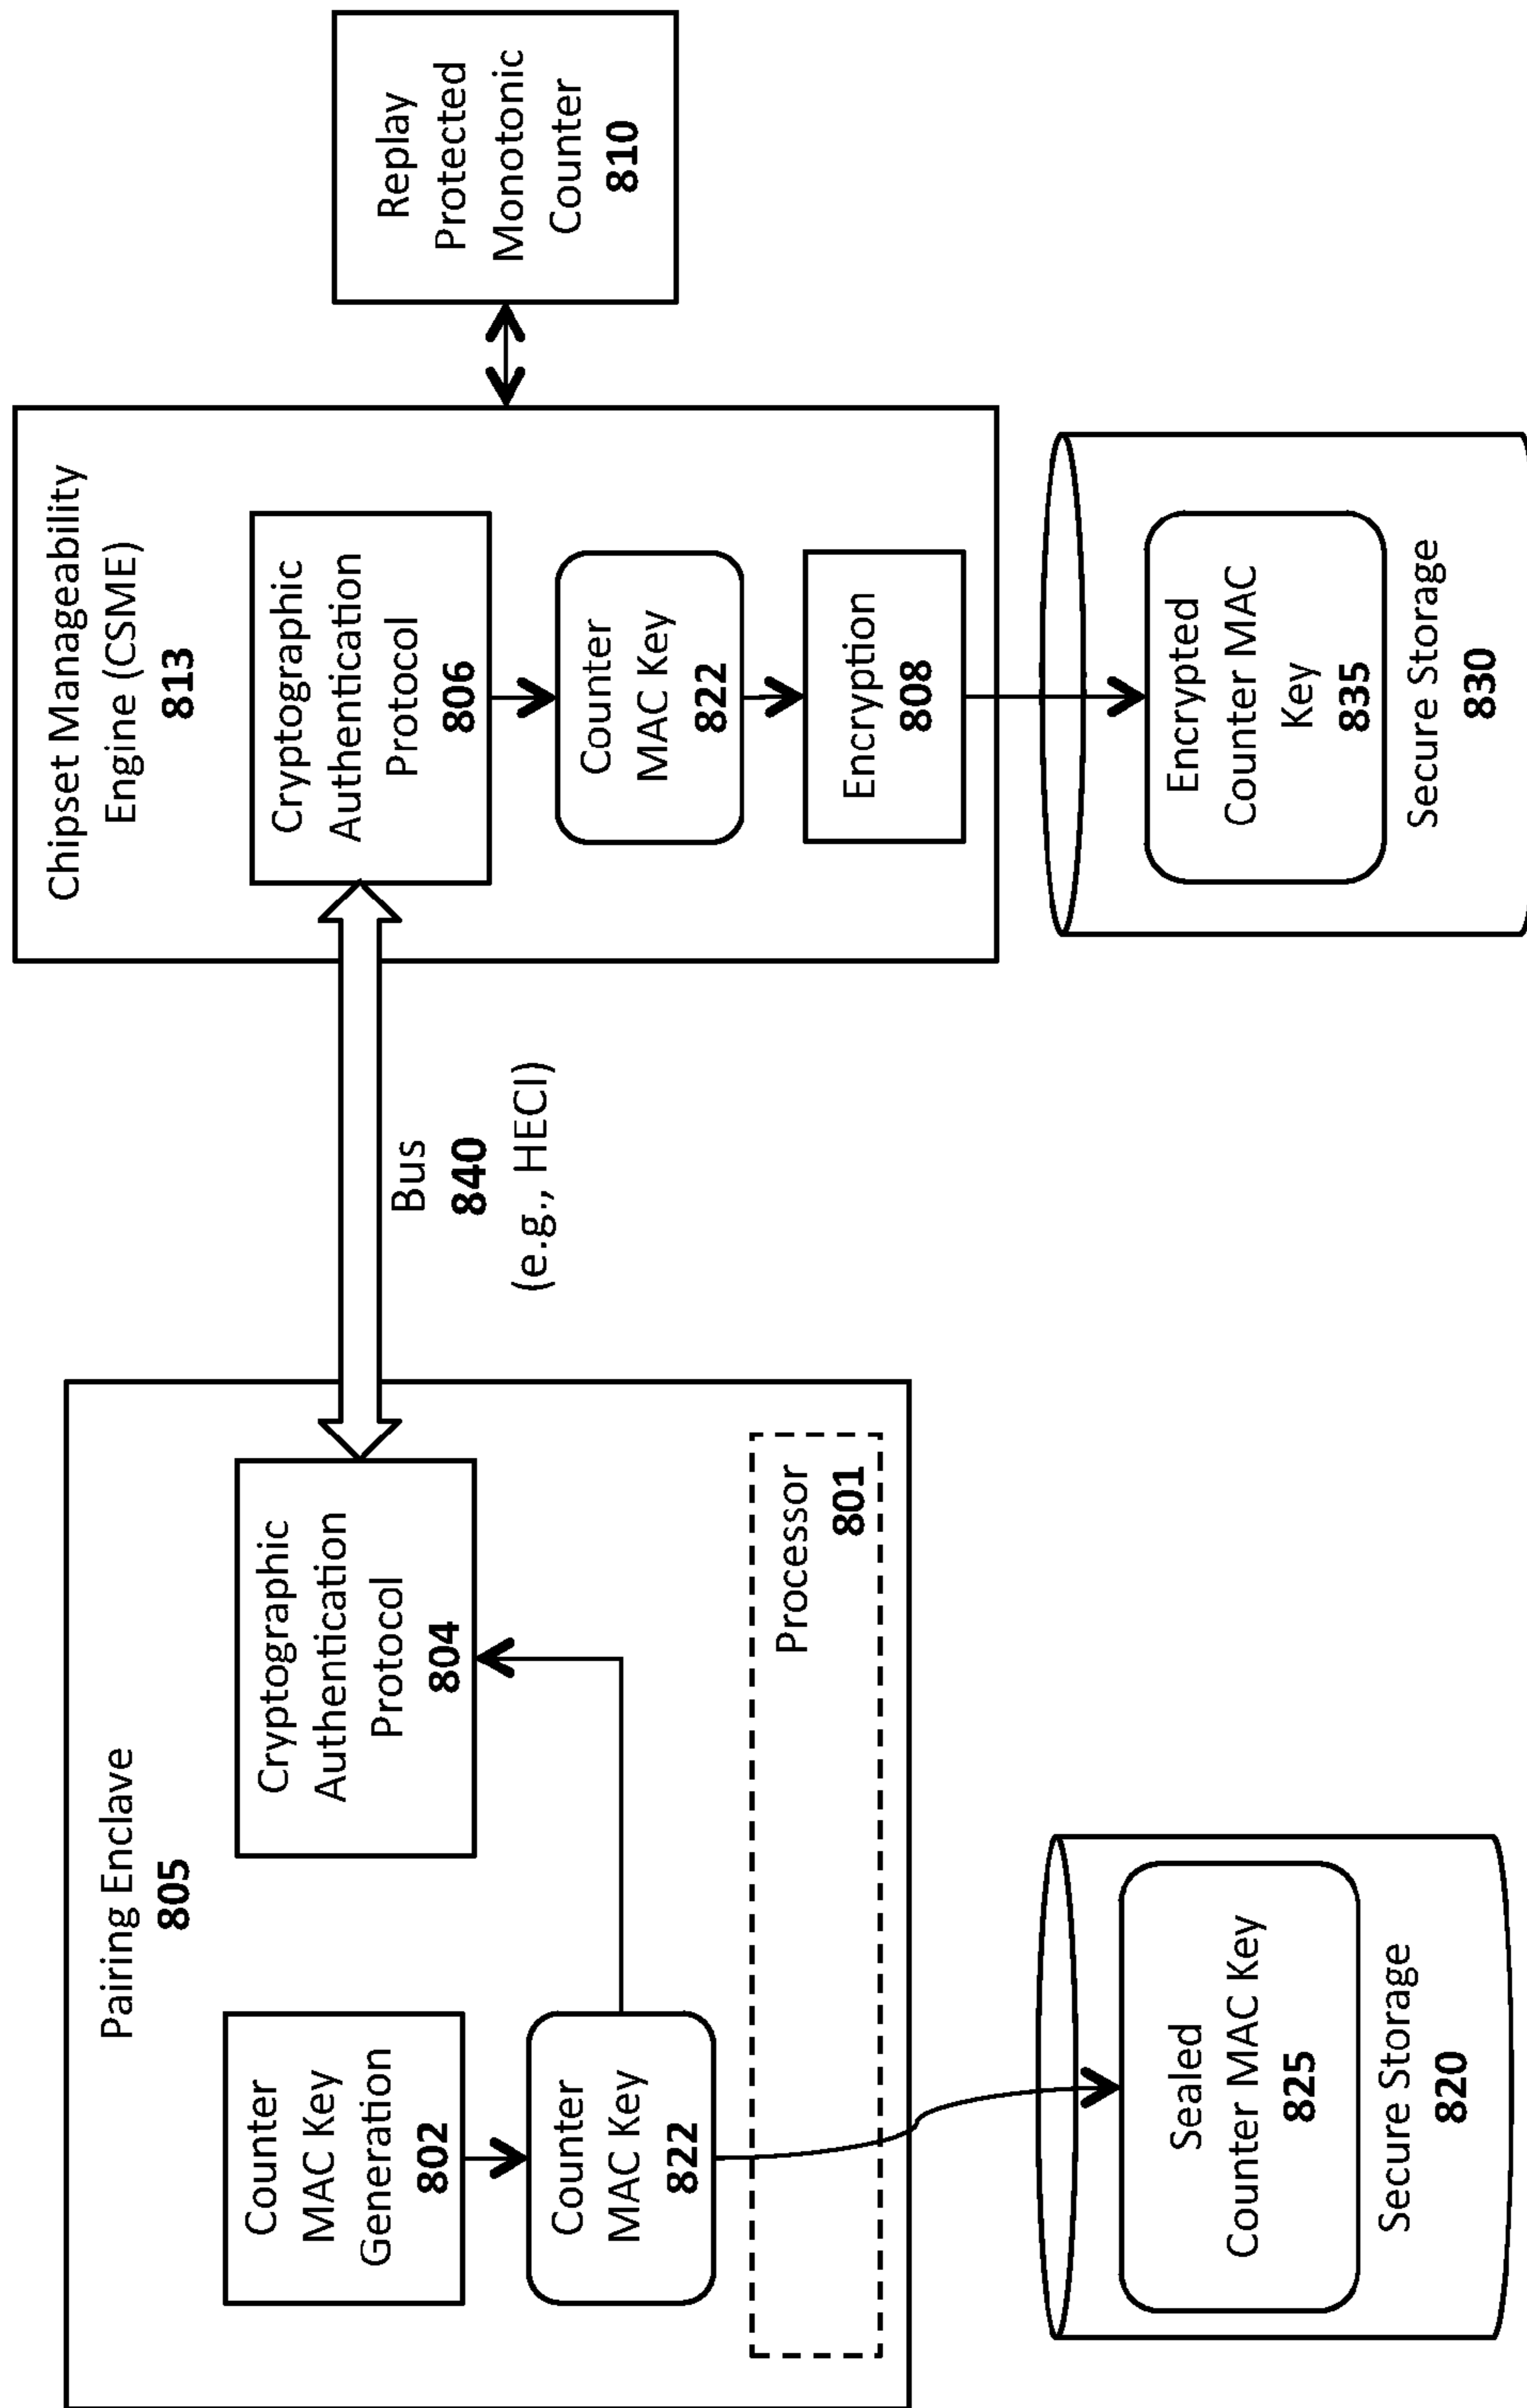 Pairing Enclave
805
Counter
MAC Key
Generation
802
Counter
MAC Key
822
Cryptographic
Authentication
Protocol
804
Processor
801
Sealed
Counter MAC Key
825
Secure Storage
820
Bus
840
(e.g., HECI)
Chipset Manageability
Engine (CSME)
813
Cryptographic
Authentication
Protocol
806
Counter
MAC Key
822
Encryption
808
Encrypted
Counter MAC
Key
835
Secure Storage
830
Replay
Protected
Monotonic
Counter
810